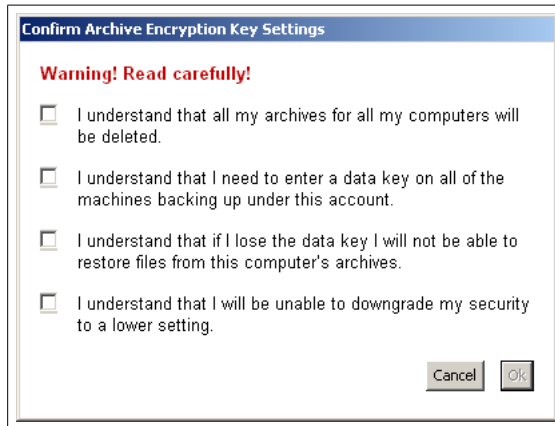 Confirm Archive Encryption Key Settings
Warning! Read carefully!
I understand that all my archives for all my computers will
be deleted.
I understand that I need to enter a data key on all of the
machines backing up under this account.
I understand that if I lose the data key I will not be able to
restore files from this computer's archives.
I understand that I will be unable to downgrade my security
to a lower setting.
Cancel
Ok